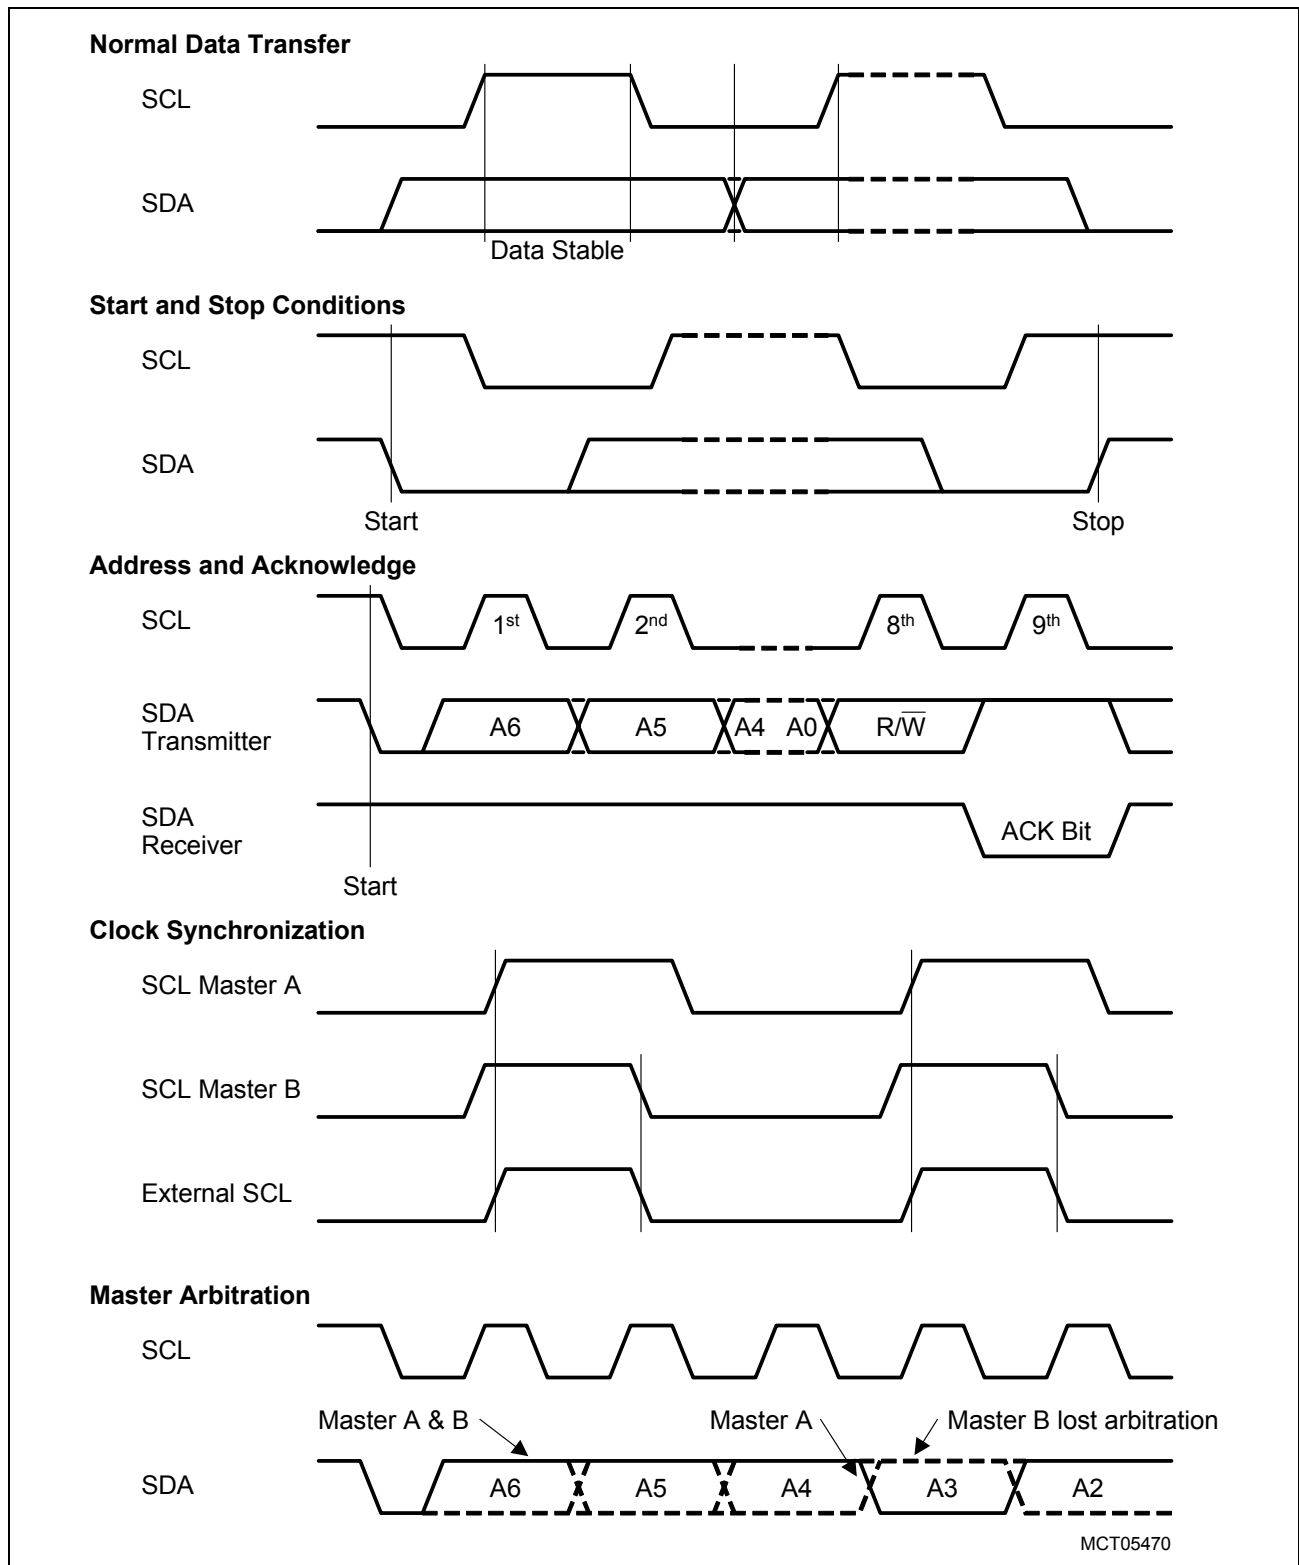 Normal Data Transfer
SCL
SDA
Data Stable
Start and Stop Conditions
SCL
SDA
Start
Stop
Address and Acknowledge
SCL
1st
2nd
8th
9th
SDA
Transmitter
A6
A5
A4
A0
R/W̅
SDA
Receiver
ACK Bit
Start
Clock Synchronization
SCL Master A
SCL Master B
External SCL
Master Arbitration
SCL
Master A & B
Master A
Master B lost arbitration
SDA
A6
A5
A4
A3
A2
MCT05470